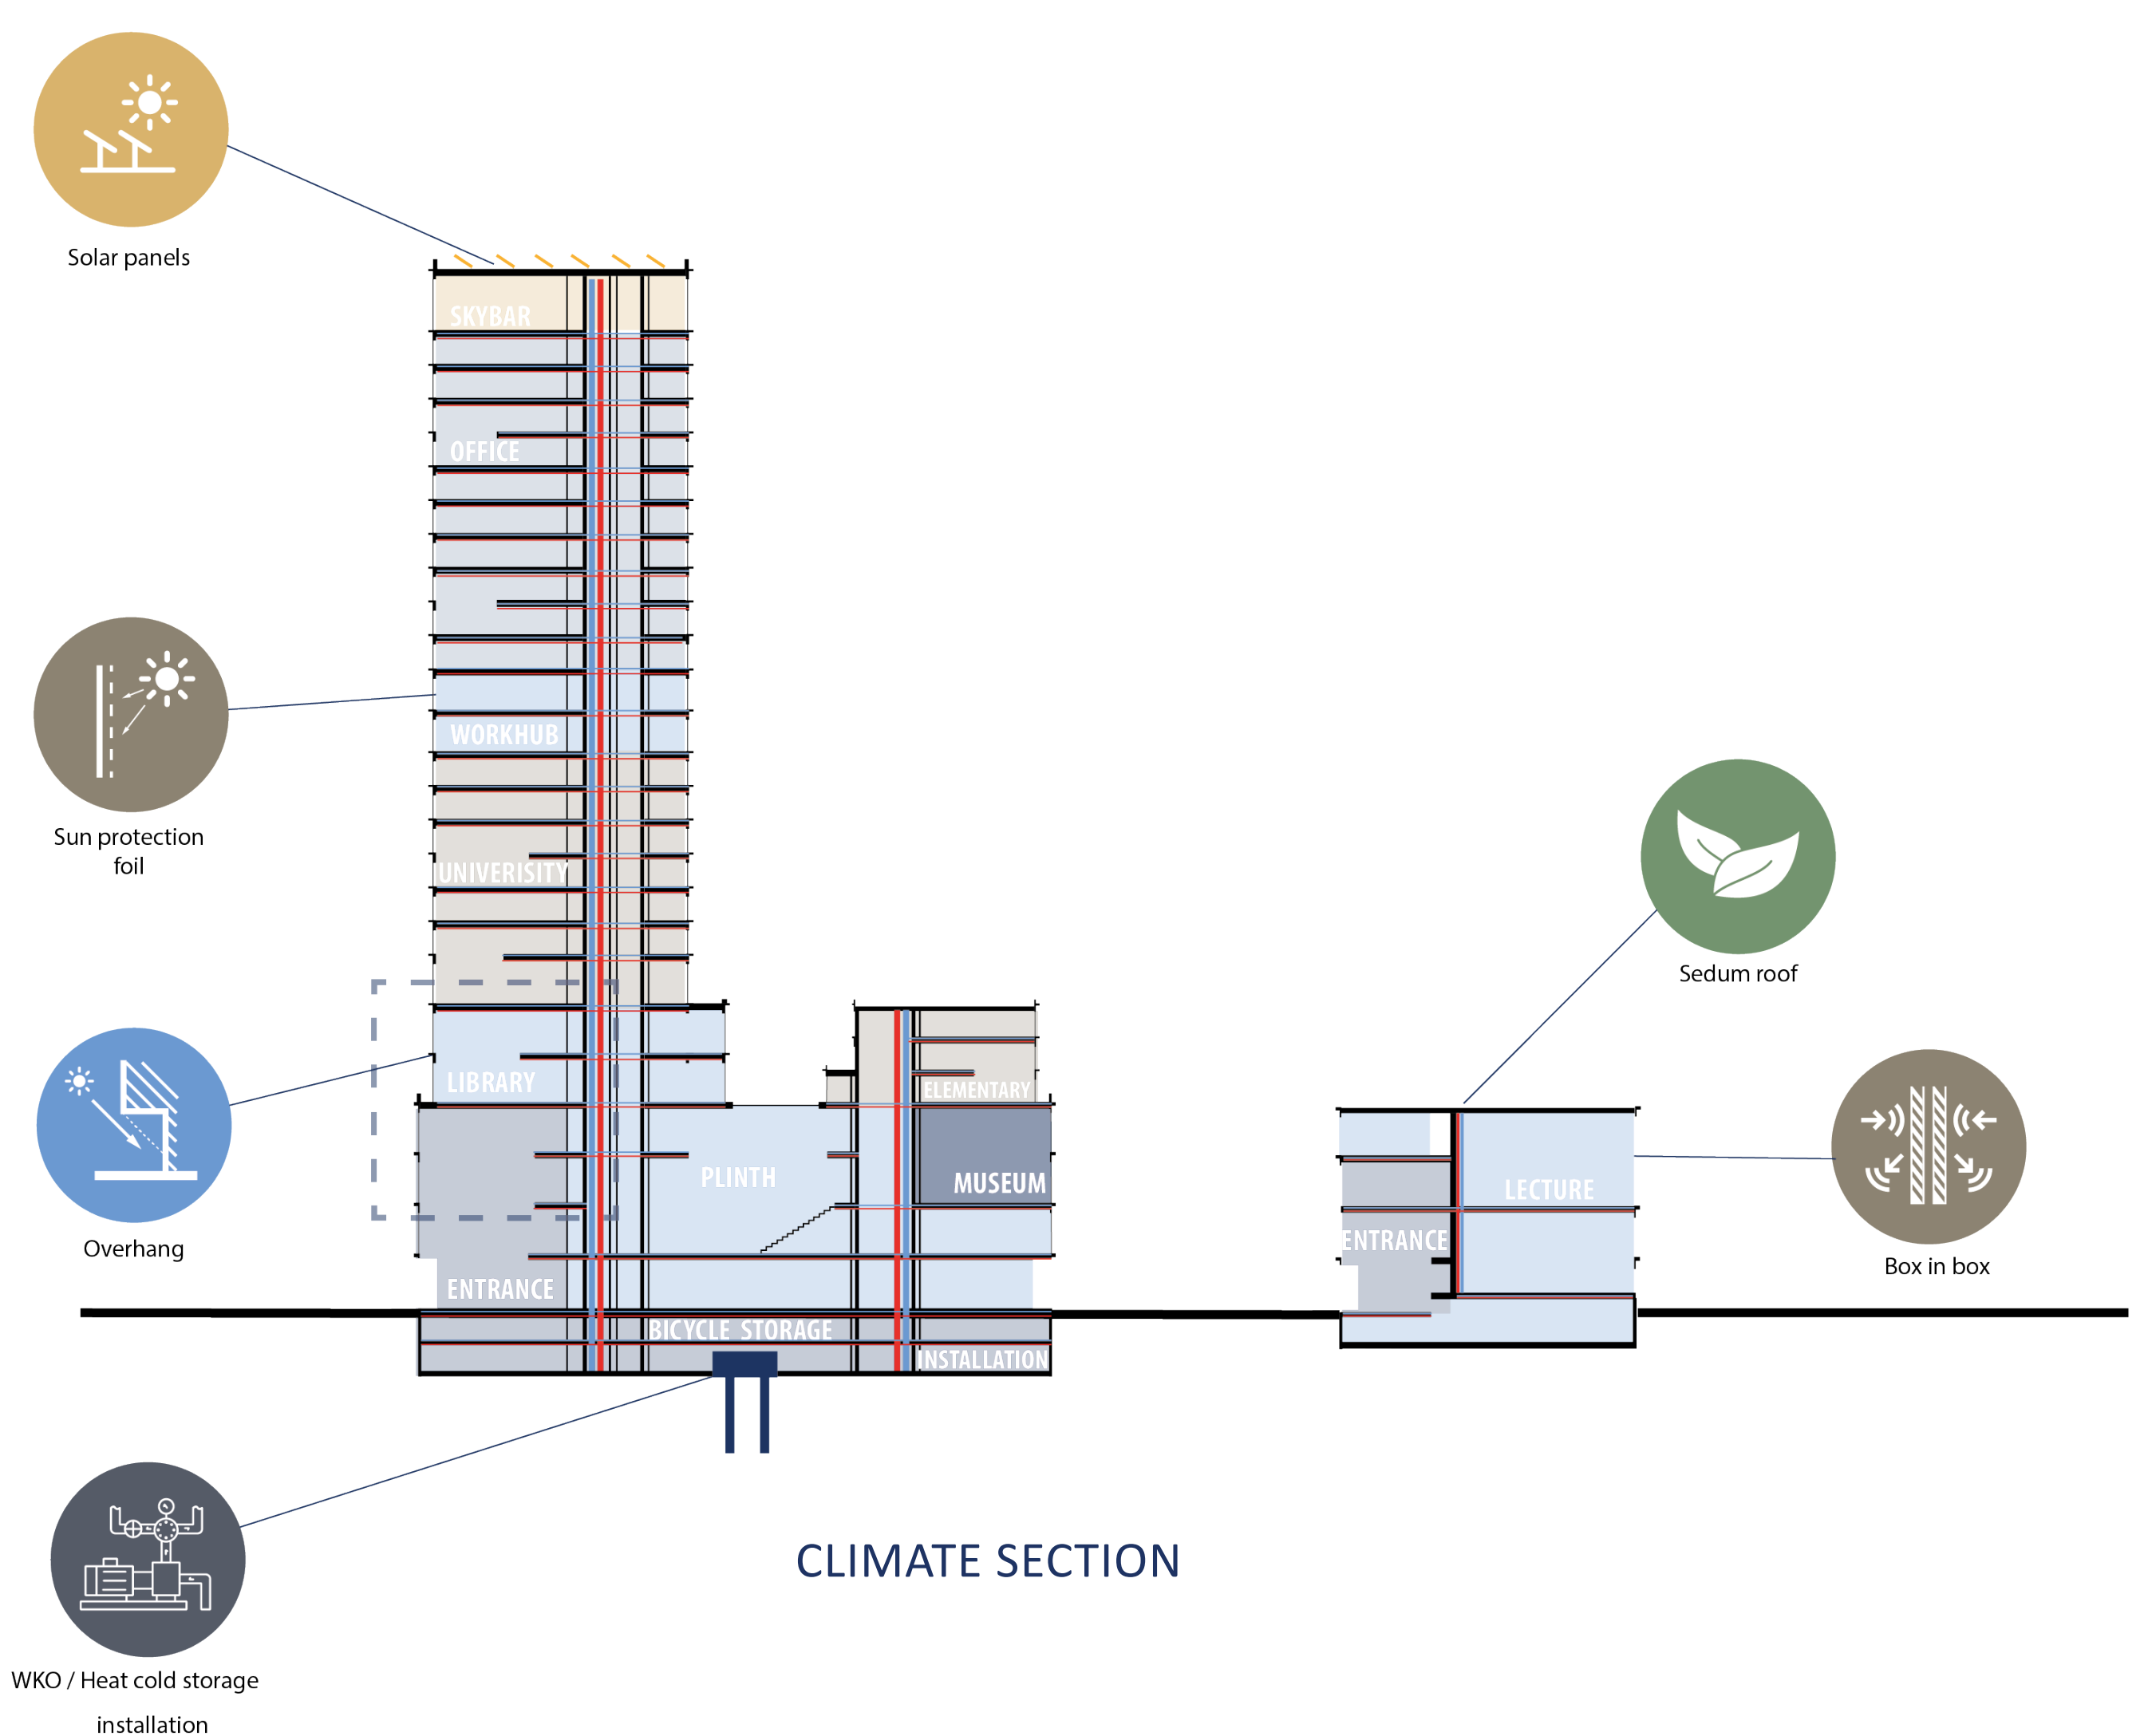 Solar panels
SKYBAR
OFFICE
Sun protection
foil
WORKHUB
UNIVERISITY
Sedum roof
LIBRARY
ELEMENTARY
PLINTH
MUSEUM
LECTURE
Overhang
ENTRANCE
ENTRANCE
Box in box
BICYCLE STORAGE
INSTALLATION
CLIMATE SECTION
WKO / Heat cold storage
installation